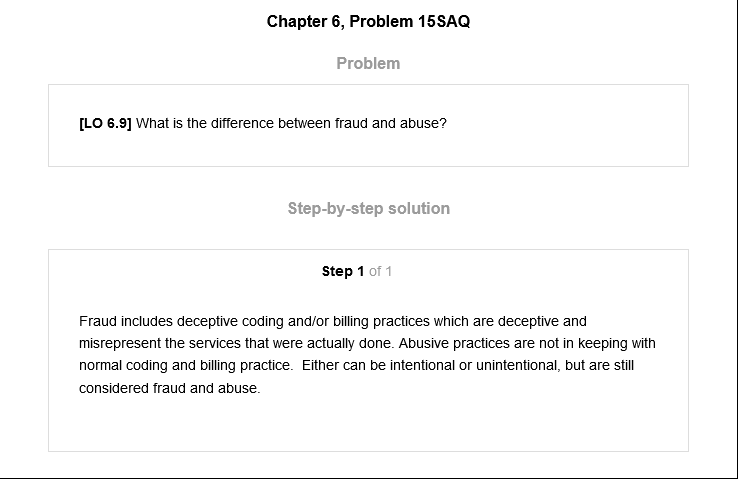 Chapter 6, Problem 15SAQ
Problem
[LO 6.9] What is the difference between fraud and abuse?
Step-by-step solution
Step 1 of 1
Fraud includes deceptive coding and/or billing practices which are deceptive and
misrepresent the services that were actually done. Abusive practices are not in keeping with
normal coding and billing practice.  Either can be intentional or unintentional, but are still
considered fraud and abuse.